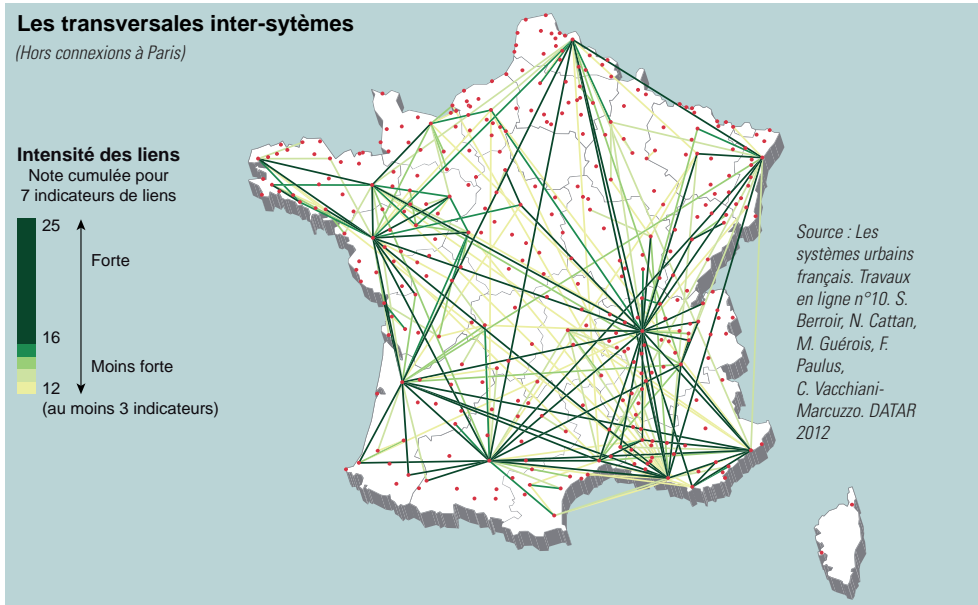 Les transversales inter-sytèmes
(Hors connexions à Paris)
Intensité des liens
Note cumulée pour
7 indicateurs de liens
25
Forte
16
Moins forte
12
(au moins 3 indicateurs)
Source : Les
systèmes urbains
français. Travaux
en ligne n°10. S.
Berroir, N. Cattan,
M. Guérois, F.
Paulus,
C. Vacchiani-
Marcuzzo. DATAR
2012